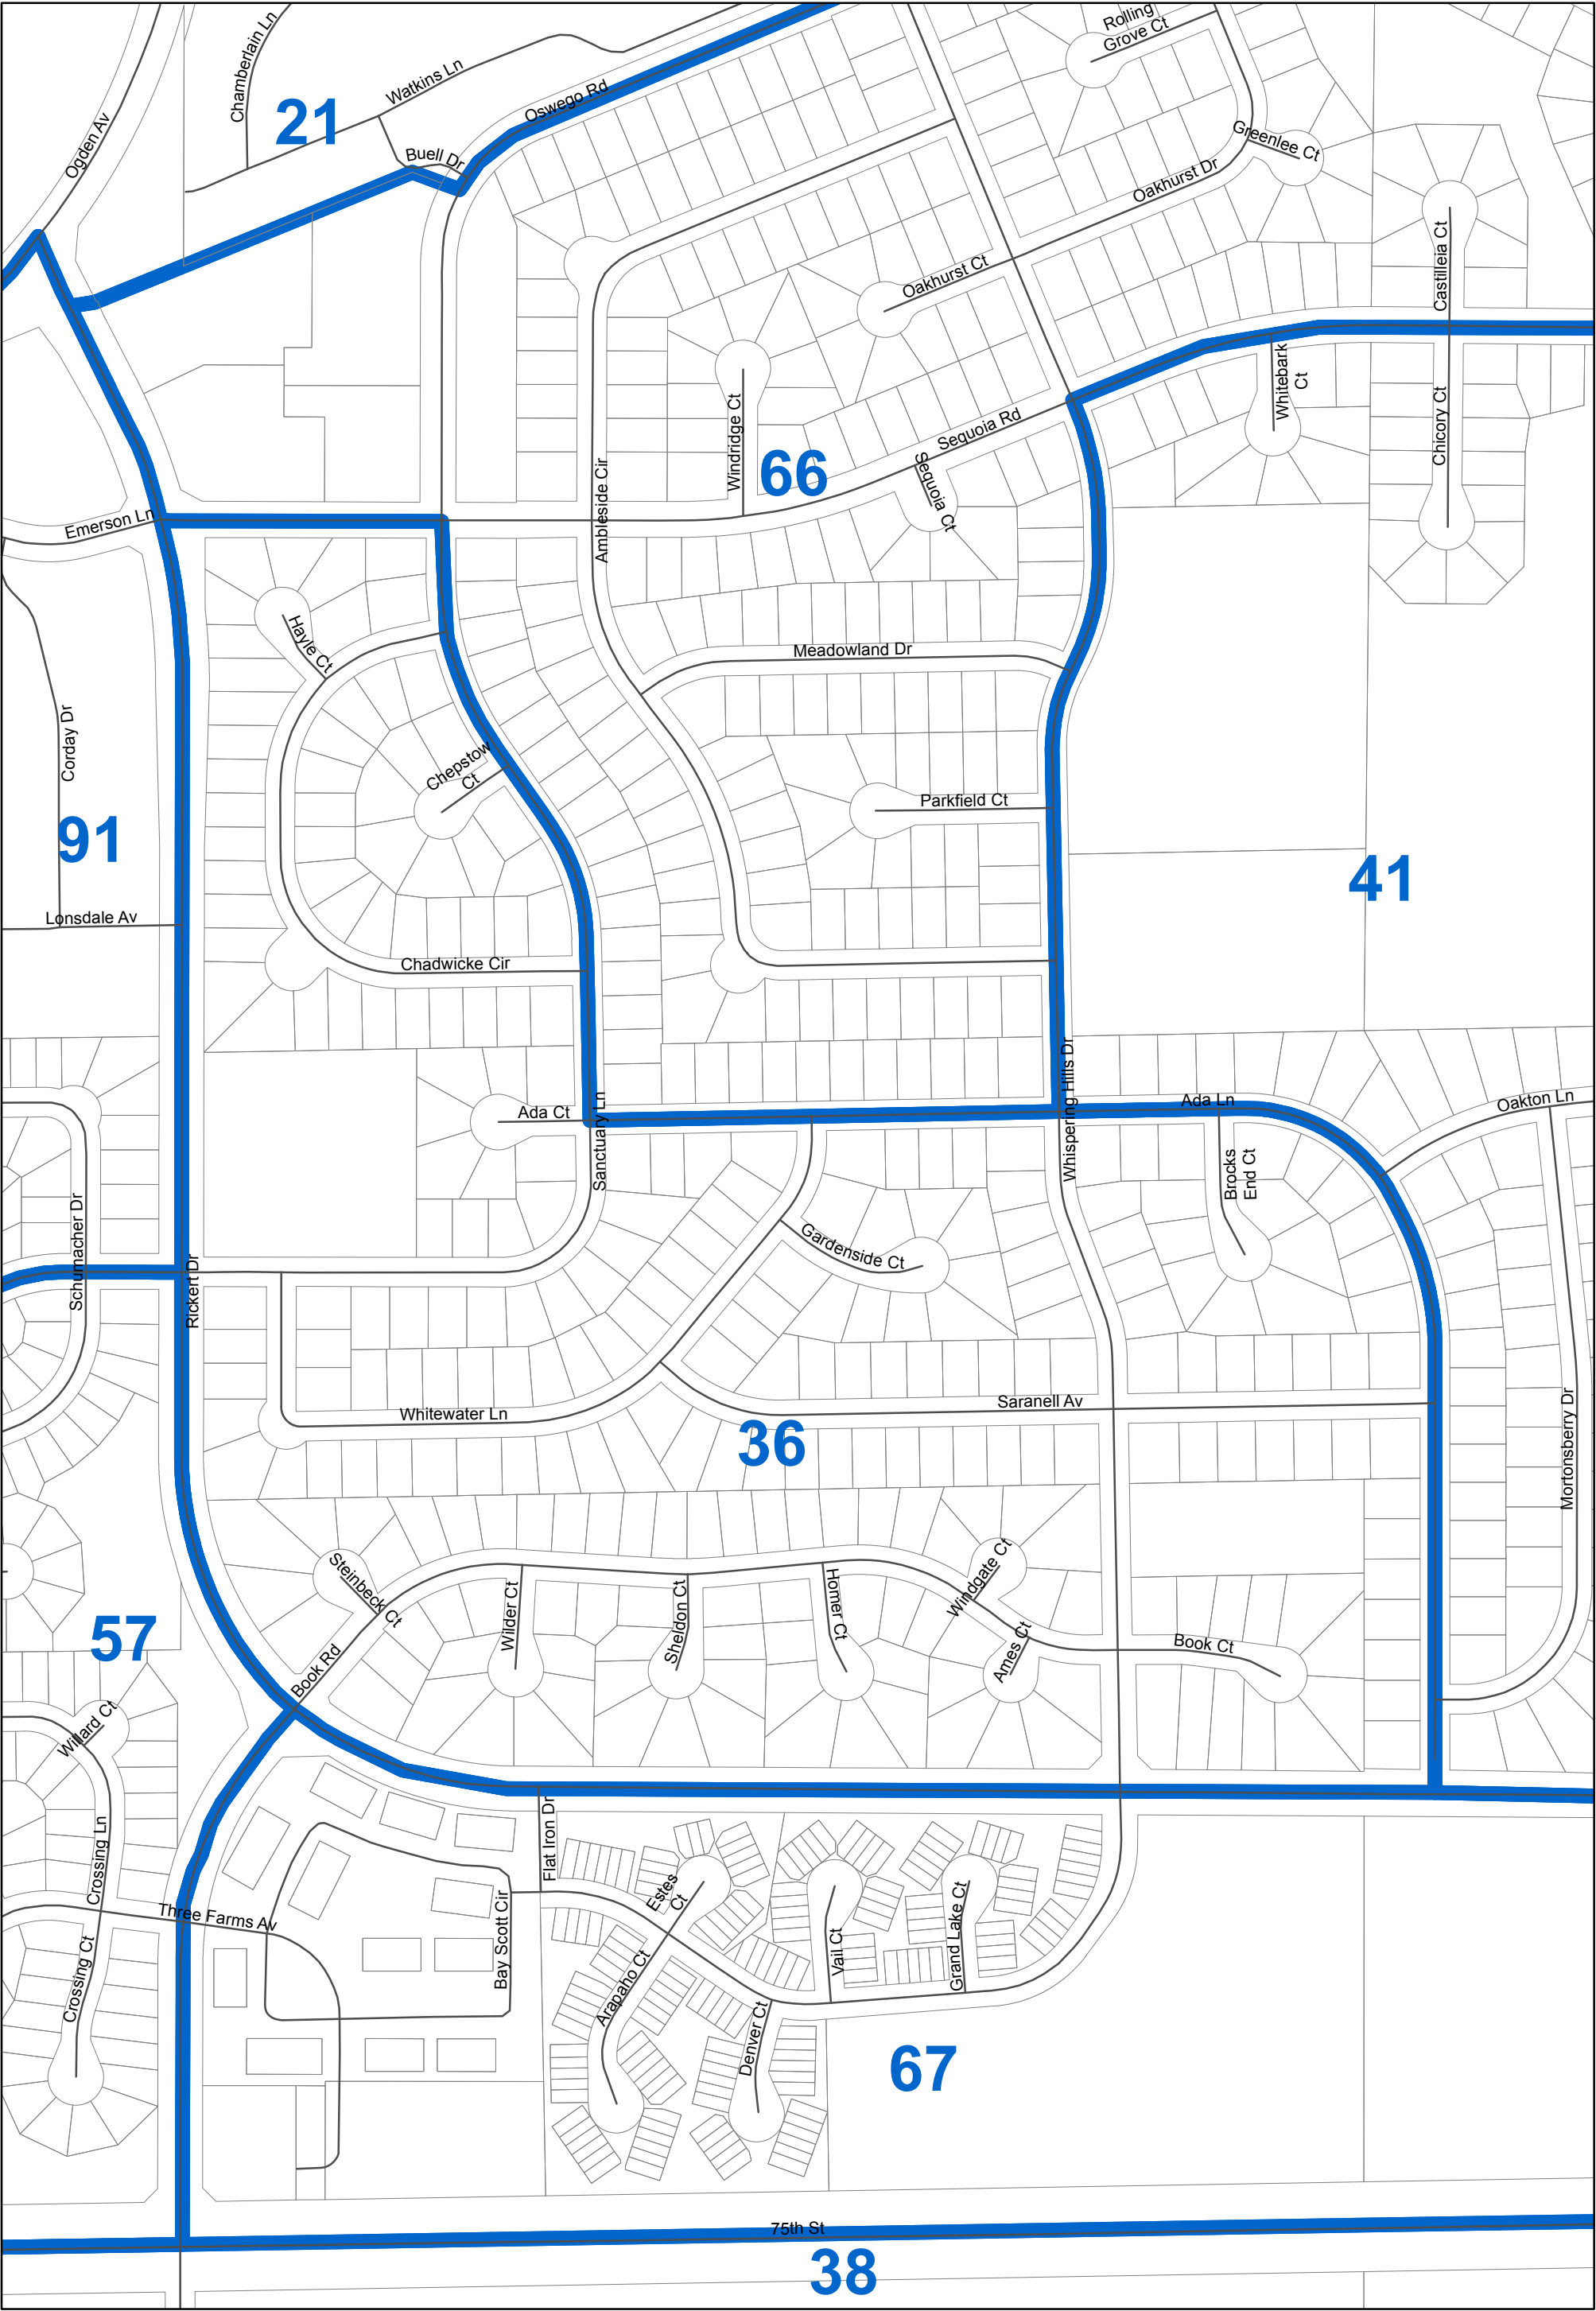 Chamberlain Ln
Watkins Ln
Ogden Av
21
Oswego Rd
Buell Dr
Rolling
Grove Ct
Greenlee Ct
Oakhurst Dr
Oakhurst Ct
Castilleia Ct
Whitebark
Ct
Chicory Ct
Windridge Ct
66
Sequoia Rd
Sequoia Ct
Ambleside Cir
Emerson Ln
Hayle Ct
Meadowland Dr
Corday Dr
Chepstow
Ct
Parkfield Ct
91
41
Lonsdale Av
Chadwicke Cir
Ada Ct
Sanctuary Ln
Whispering Hills Dr
Ada Ln
Oakton Ln
Brocks
End Ct
Schumacher Dr
Gardenside Ct
Rickert Dr
Saranell Av
Whitewater Ln
36
Mortonsberry Dr
Steinbeck Ct
Wilder Ct
Sheldon Ct
Homer Ct
Windgate Ct
57
Ames Ct
Book Ct
Book Rd
Willard Ct
Flat Iron Dr
Crossing Ln
Estes
Ct
Three Farms Av
Bay Scott Cir
Vail Ct
Grand Lake Ct
Crossing Ct
Arapaho Ct
Denver Ct
67
75th St
38